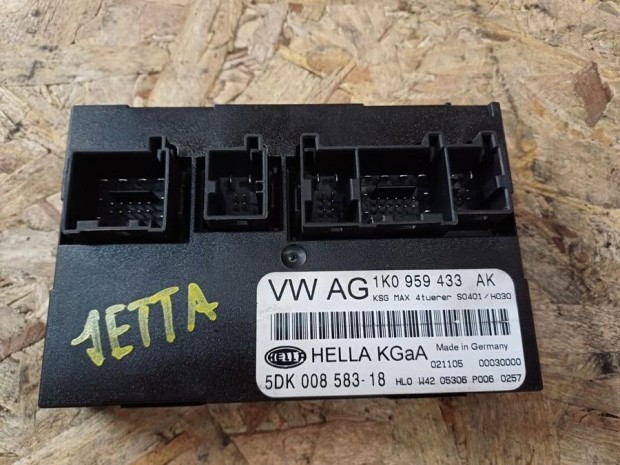 JETTA
VW AG 1K0 959 433 AK
KSG MAX 4tuerer S0401/H030
HELLA HELLA KGaA Made in Germany
021105 00030000
5DK 008 583-18 HL0 W42 05306 P006 0257